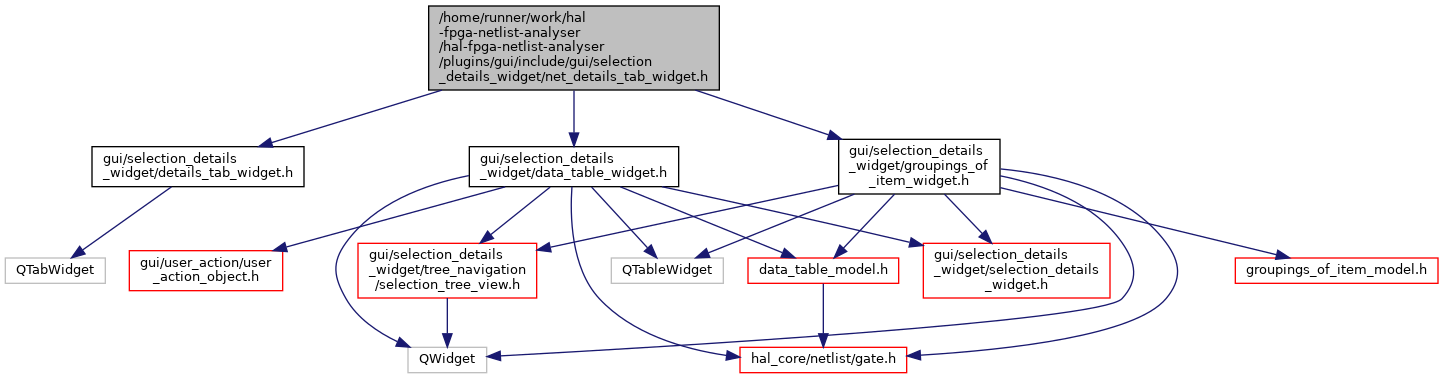 /home/runner/work/hal
-fpga-netlist-analyser
/hal-fpga-netlist-analyser
/plugins/gui/include/gui/selection
_details_widget/net_details_tab_widget.h
gui/selection_details
_widget/details_tab_widget.h
gui/selection_details
_widget/data_table_widget.h
gui/selection_details
_widget/groupings_of
_item_widget.h
QTabWidget
gui/user_action/user
_action_object.h
gui/selection_details
_widget/tree_navigation
/selection_tree_view.h
QTableWidget
data_table_model.h
gui/selection_details
_widget/selection_details
_widget.h
groupings_of_item_model.h
QWidget
hal_core/netlist/gate.h